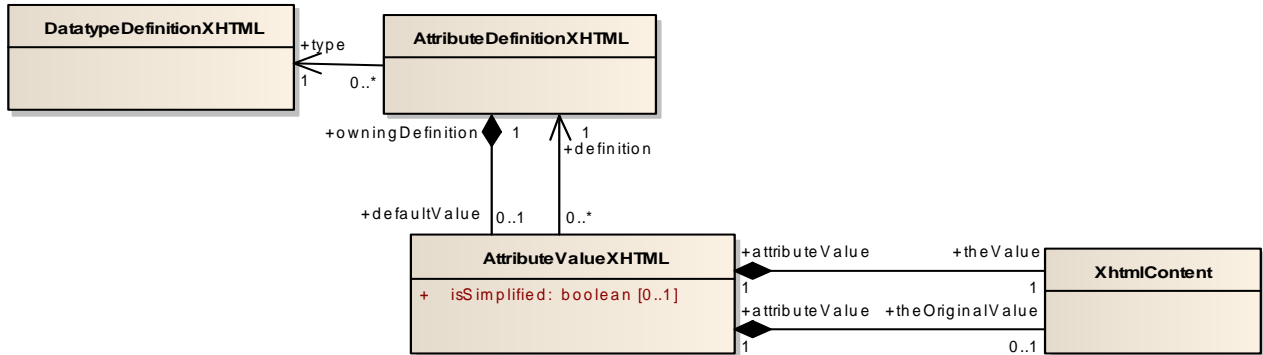 DatatypeDefinitionXHTML
AttributeDefinitionXHTML
+type
1
0..*
+owningDefinition
1
1
+definition
+defaultValue
0..1
0..*
AttributeValueXHTML
+ isSimplified: boolean [0..1]
+attributeValue
+theValue
1
1
XhtmlContent
+attributeValue
+theOriginalValue
1
0..1